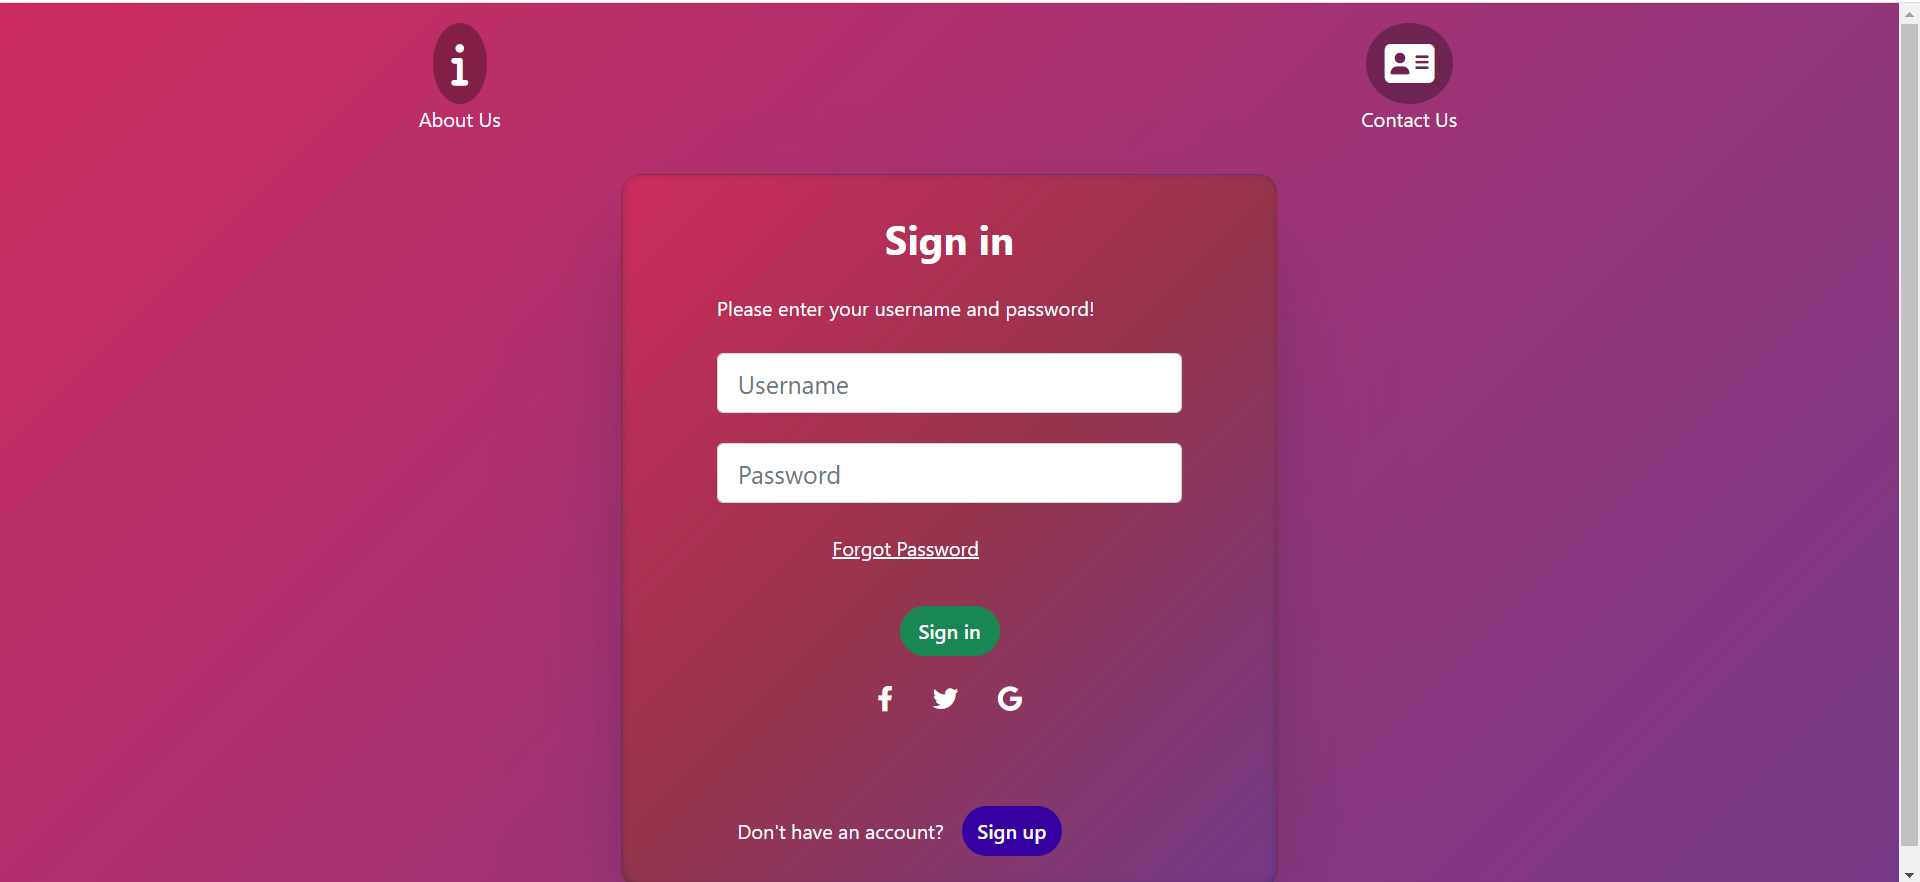 About Us
Contact Us
Sign in
Please enter your username and password!
Username
Password
Forgot Password
Sign in
Don't have an account?
Sign up